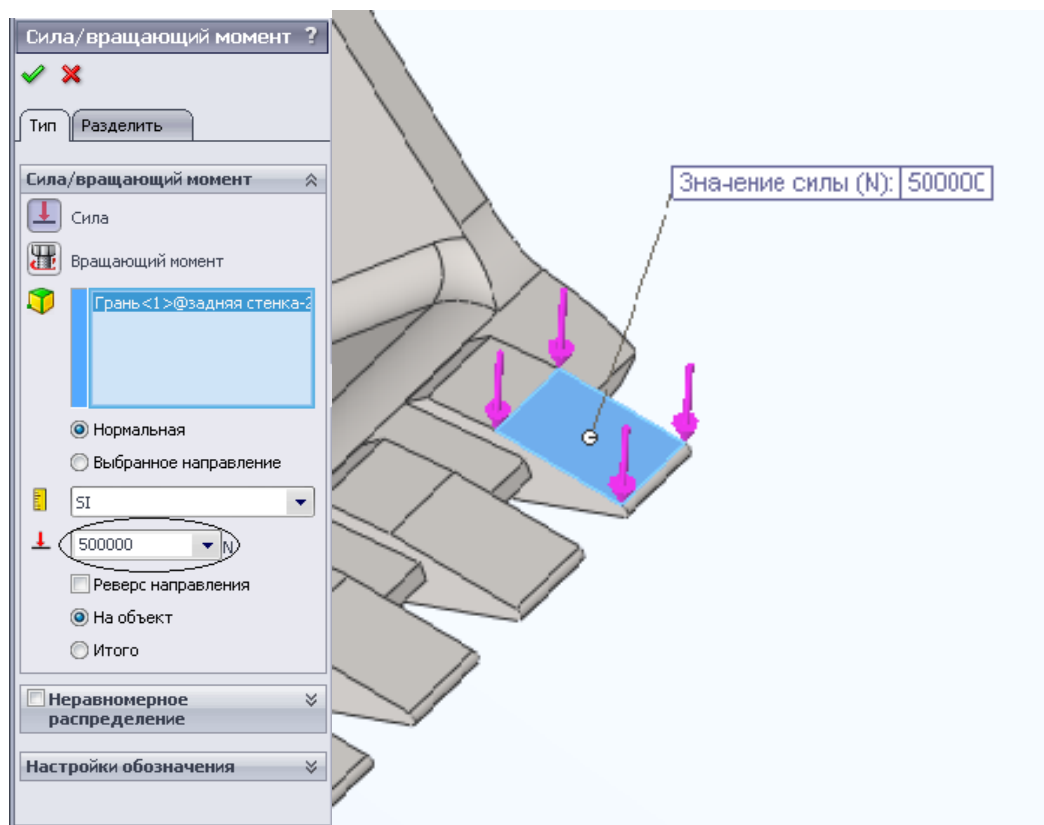 Сила/вращающий момент ?
Тип Разделить
Сила/вращающий момент
Сила
Вращающий момент
Грань<1>@задняя стенка-2
Нормальная
Выбранное направление
SI
500000 N
Реверс направления
На объект
Итого
Неравномерное
распределение
Настройки обозначения
Значение силы (N): 500000